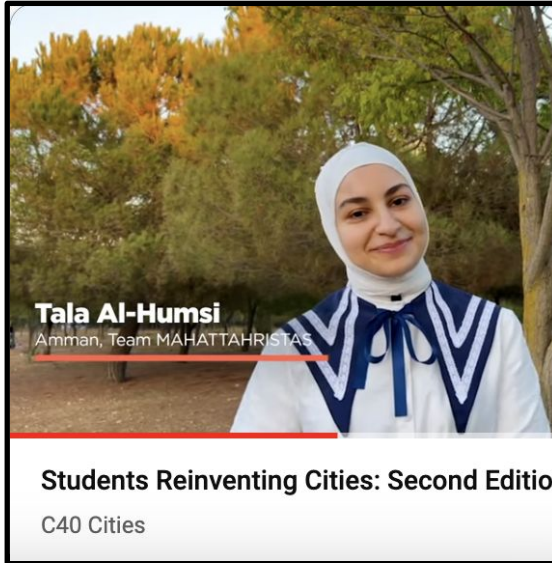 Tala Al-Humsi
Amman, Team MAHATTAHRISTAS
Students Reinventing Cities: Second Editio
C40 Cities